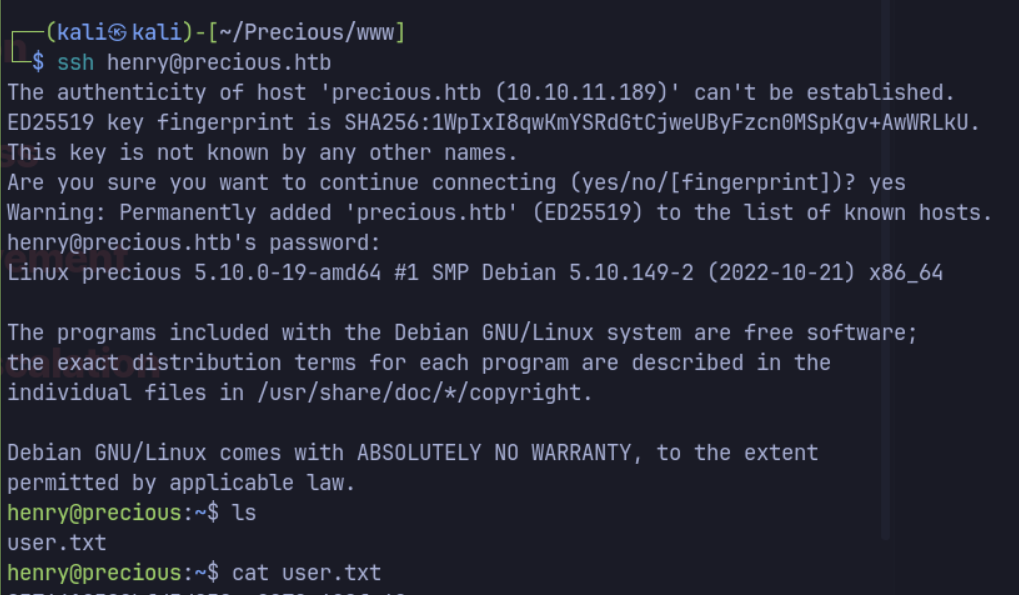 (kali㉿kali)-[~/Precious/www]
$ ssh henry@precious.htb
The authenticity of host 'precious.htb (10.10.11.189)' can't be established.
ED25519 key fingerprint is SHA256:1WpIxI8qwKmYSRdGtCjweUByFzcn0MSpKgv+AwWRLkU.
This key is not known by any other names.
Are you sure you want to continue connecting (yes/no/[fingerprint])? yes
Warning: Permanently added 'precious.htb' (ED25519) to the list of known hosts.
henry@precious.htb's password:
Linux precious 5.10.0-19-amd64 #1 SMP Debian 5.10.149-2 (2022-10-21) x86_64
The programs included with the Debian GNU/Linux system are free software;
the exact distribution terms for each program are described in the
individual files in /usr/share/doc/*/copyright.
Debian GNU/Linux comes with ABSOLUTELY NO WARRANTY, to the extent
permitted by applicable law.
henry@precious:~$ ls
user.txt
henry@precious:~$ cat user.txt